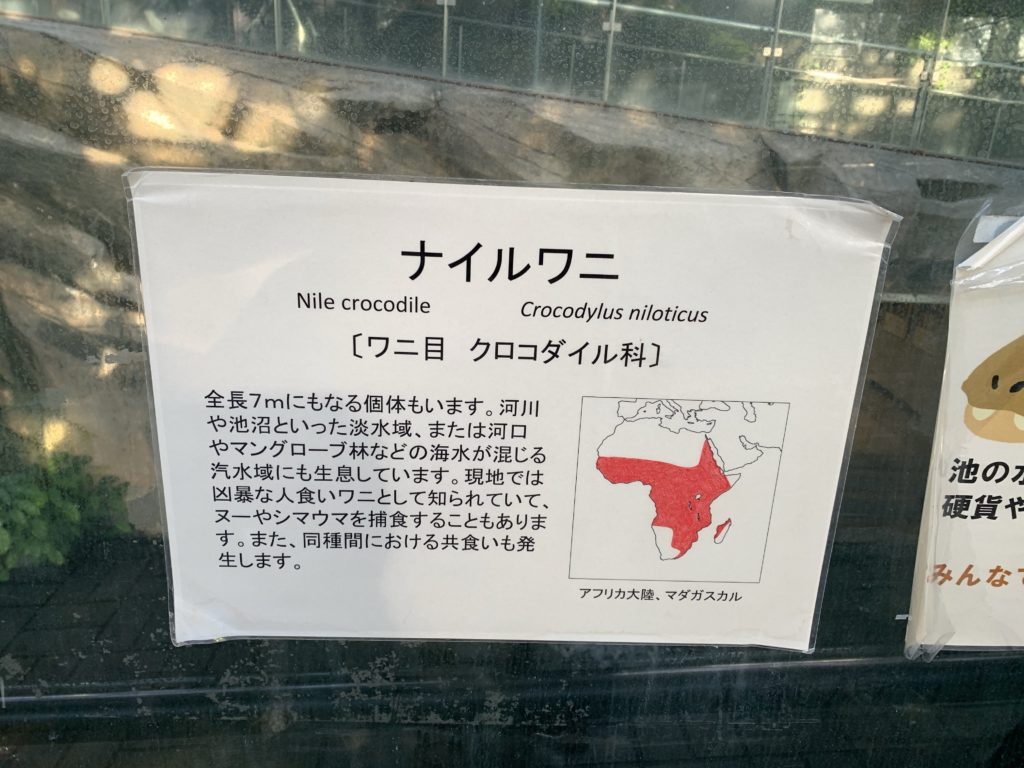 ナイルワニ
Nile crocodile Crocodylus niloticus
〔ワニ目 クロコダイル科〕
全長7mにもなる個体もいます。河川
や池沼といった淡水域、または河口
やマングローブ林などの海水が混じる
汽水域にも生息しています。現地では
凶暴な人食いワニとして知られていて、
ヌーやシマウマを捕食することもありま
す。また、同種間における共食いも発
生します。
アフリカ大陸、マダガスカル
池の水
硬貨や
みんなで